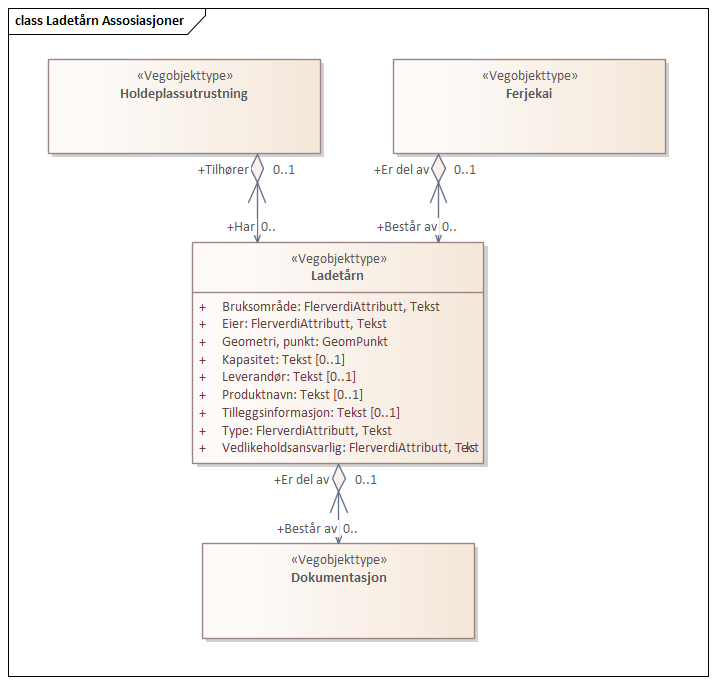 class Ladetårn Assosiasjoner
«Vegobjekttype»
Holdeplassutrustning
«Vegobjekttype»
Ferjekai
+Tilhører 0..1
+Er del av 0..1
+Har 0..
+Består av 0..
«Vegobjekttype»
Ladetårn
+ Bruksområde: FlerverdiAttributt, Tekst
+ Eier: FlerverdiAttributt, Tekst
+ Geometri, punkt: GeomPunkt
+ Kapasitet: Tekst [0..1]
+ Leverandør: Tekst [0..1]
+ Produktnavn: Tekst [0..1]
+ Tilleggsinformasjon: Tekst [0..1]
+ Type: FlerverdiAttributt, Tekst
+ Vedlikeholdsansvarlig: FlerverdiAttributt, Tekst
+Er del av 0..1
+Består av 0..
«Vegobjekttype»
Dokumentasjon